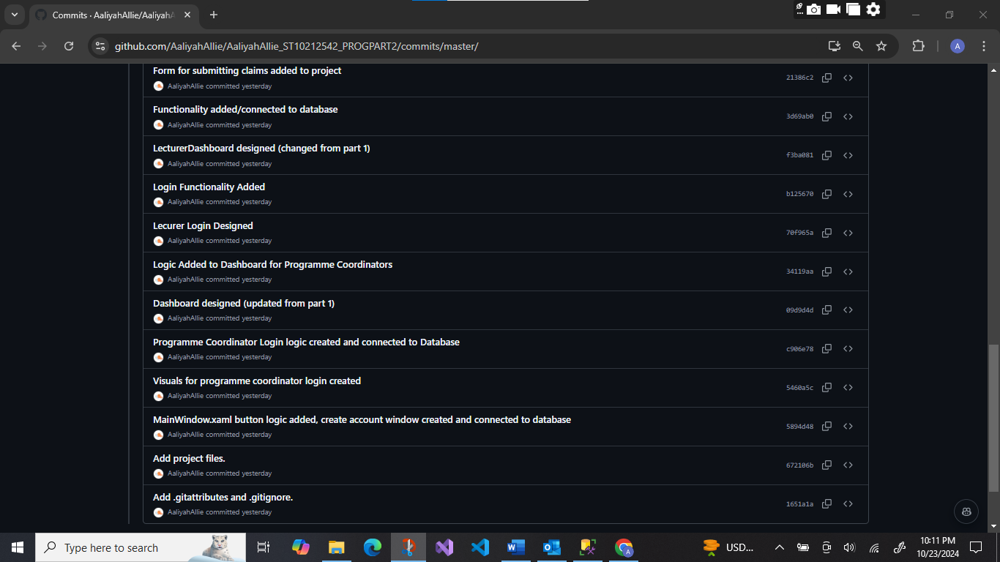 Commits · AaliyahAllie/Aaliyah
github.com/AaliyahAllie/AaliyahAllie_ST10212542_PROGPART2/commits/master/
A
Form for submitting claims added to project
AaliyahAllie committed yesterday
21386c2
Functionality added/connected to database
AaliyahAllie committed yesterday
3d69ab0
LecturerDashboard designed (changed from part 1)
AaliyahAllie committed yesterday
f3ba081
Login Functionality Added
AaliyahAllie committed yesterday
b125670
Lecurer Login Designed
AaliyahAllie committed yesterday
70f965a
Logic Added to Dashboard for Programme Coordinators
AaliyahAllie committed yesterday
34119aa
Dashboard designed (updated from part 1)
AaliyahAllie committed yesterday
09d9d4d
Programme Coordinator Login logic created and connected to Database
AaliyahAllie committed yesterday
c906e78
Visuals for programme coordinator login created
AaliyahAllie committed yesterday
5460a5c
MainWindow.xaml button logic added, create account window created and connected to database
AaliyahAllie committed yesterday
5894d48
Add project files.
AaliyahAllie committed yesterday
672106b
Add .gitattributes and .gitignore.
AaliyahAllie committed yesterday
1651a1a
Type here to search
USD...
10:11 PM
10/23/2024